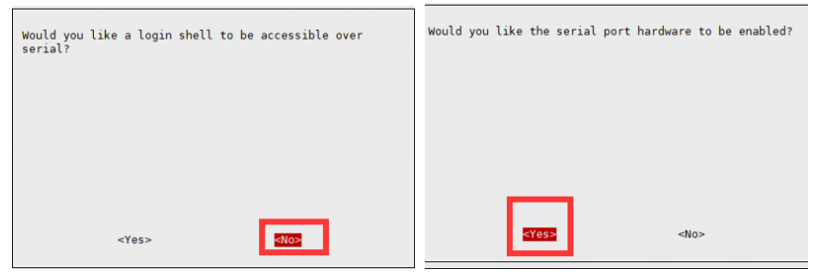 Would you like a login shell to be accessible over
serial?
<Yes>
<No>
Would you like the serial port hardware to be enabled?
<Yes>
<No>